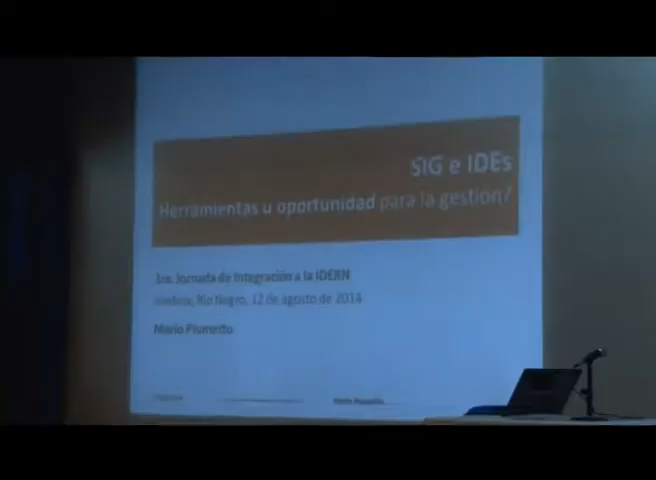 SIG e IDEs
Herramientas u oportunidad para la gestión?
1ra. Jornada de Integración a la IDERN
Viedma, Río Negro, 12 de agosto de 2014
Mario Piumetto